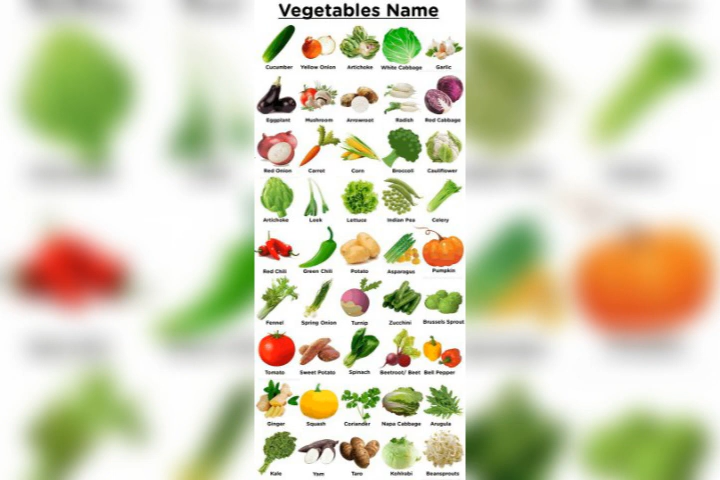 Vegetables Name
Cucumber Yellow Onion Artichoke White Cabbage Garlic
Eggplant Mushroom Arrowroot Radish Red Cabbage
Red Onion Carrot Corn Broccoli Cauliflower
Artichoke Leek Lettuce Indian Pea Celery
Red Chili Green Chili Potato Asparagus Pumpkin
Fennel Spring Onion Turnip Zucchini Brussels Sprout
Tomato Sweet Potato Spinach Beetroot/ Beet Bell Pepper
Ginger Squash Coriander Napa Cabbage Arugula
Kale Yam Taro Kohlrabi Beansprouts